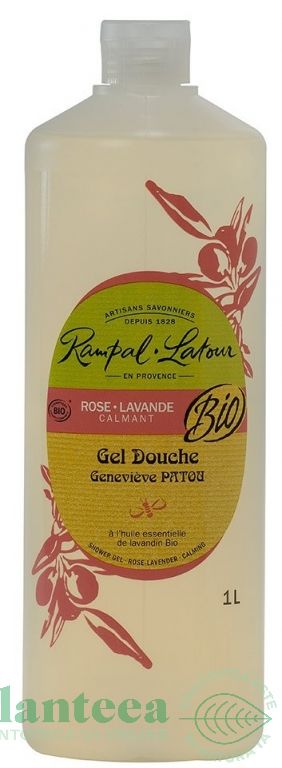 ARTISANS SAVONNIERS
DEPUIS 1828
Rampal·Latour
EN PROVENCE
BIO
ROSE·LAVANDE
CALMANT
BIO
Gel Douche
Geneviève PATOU
à l'huile essentielle
de lavandin Bio
SHOWER GEL - ROSE-LAVENDER - CALMING
1L
lanteea